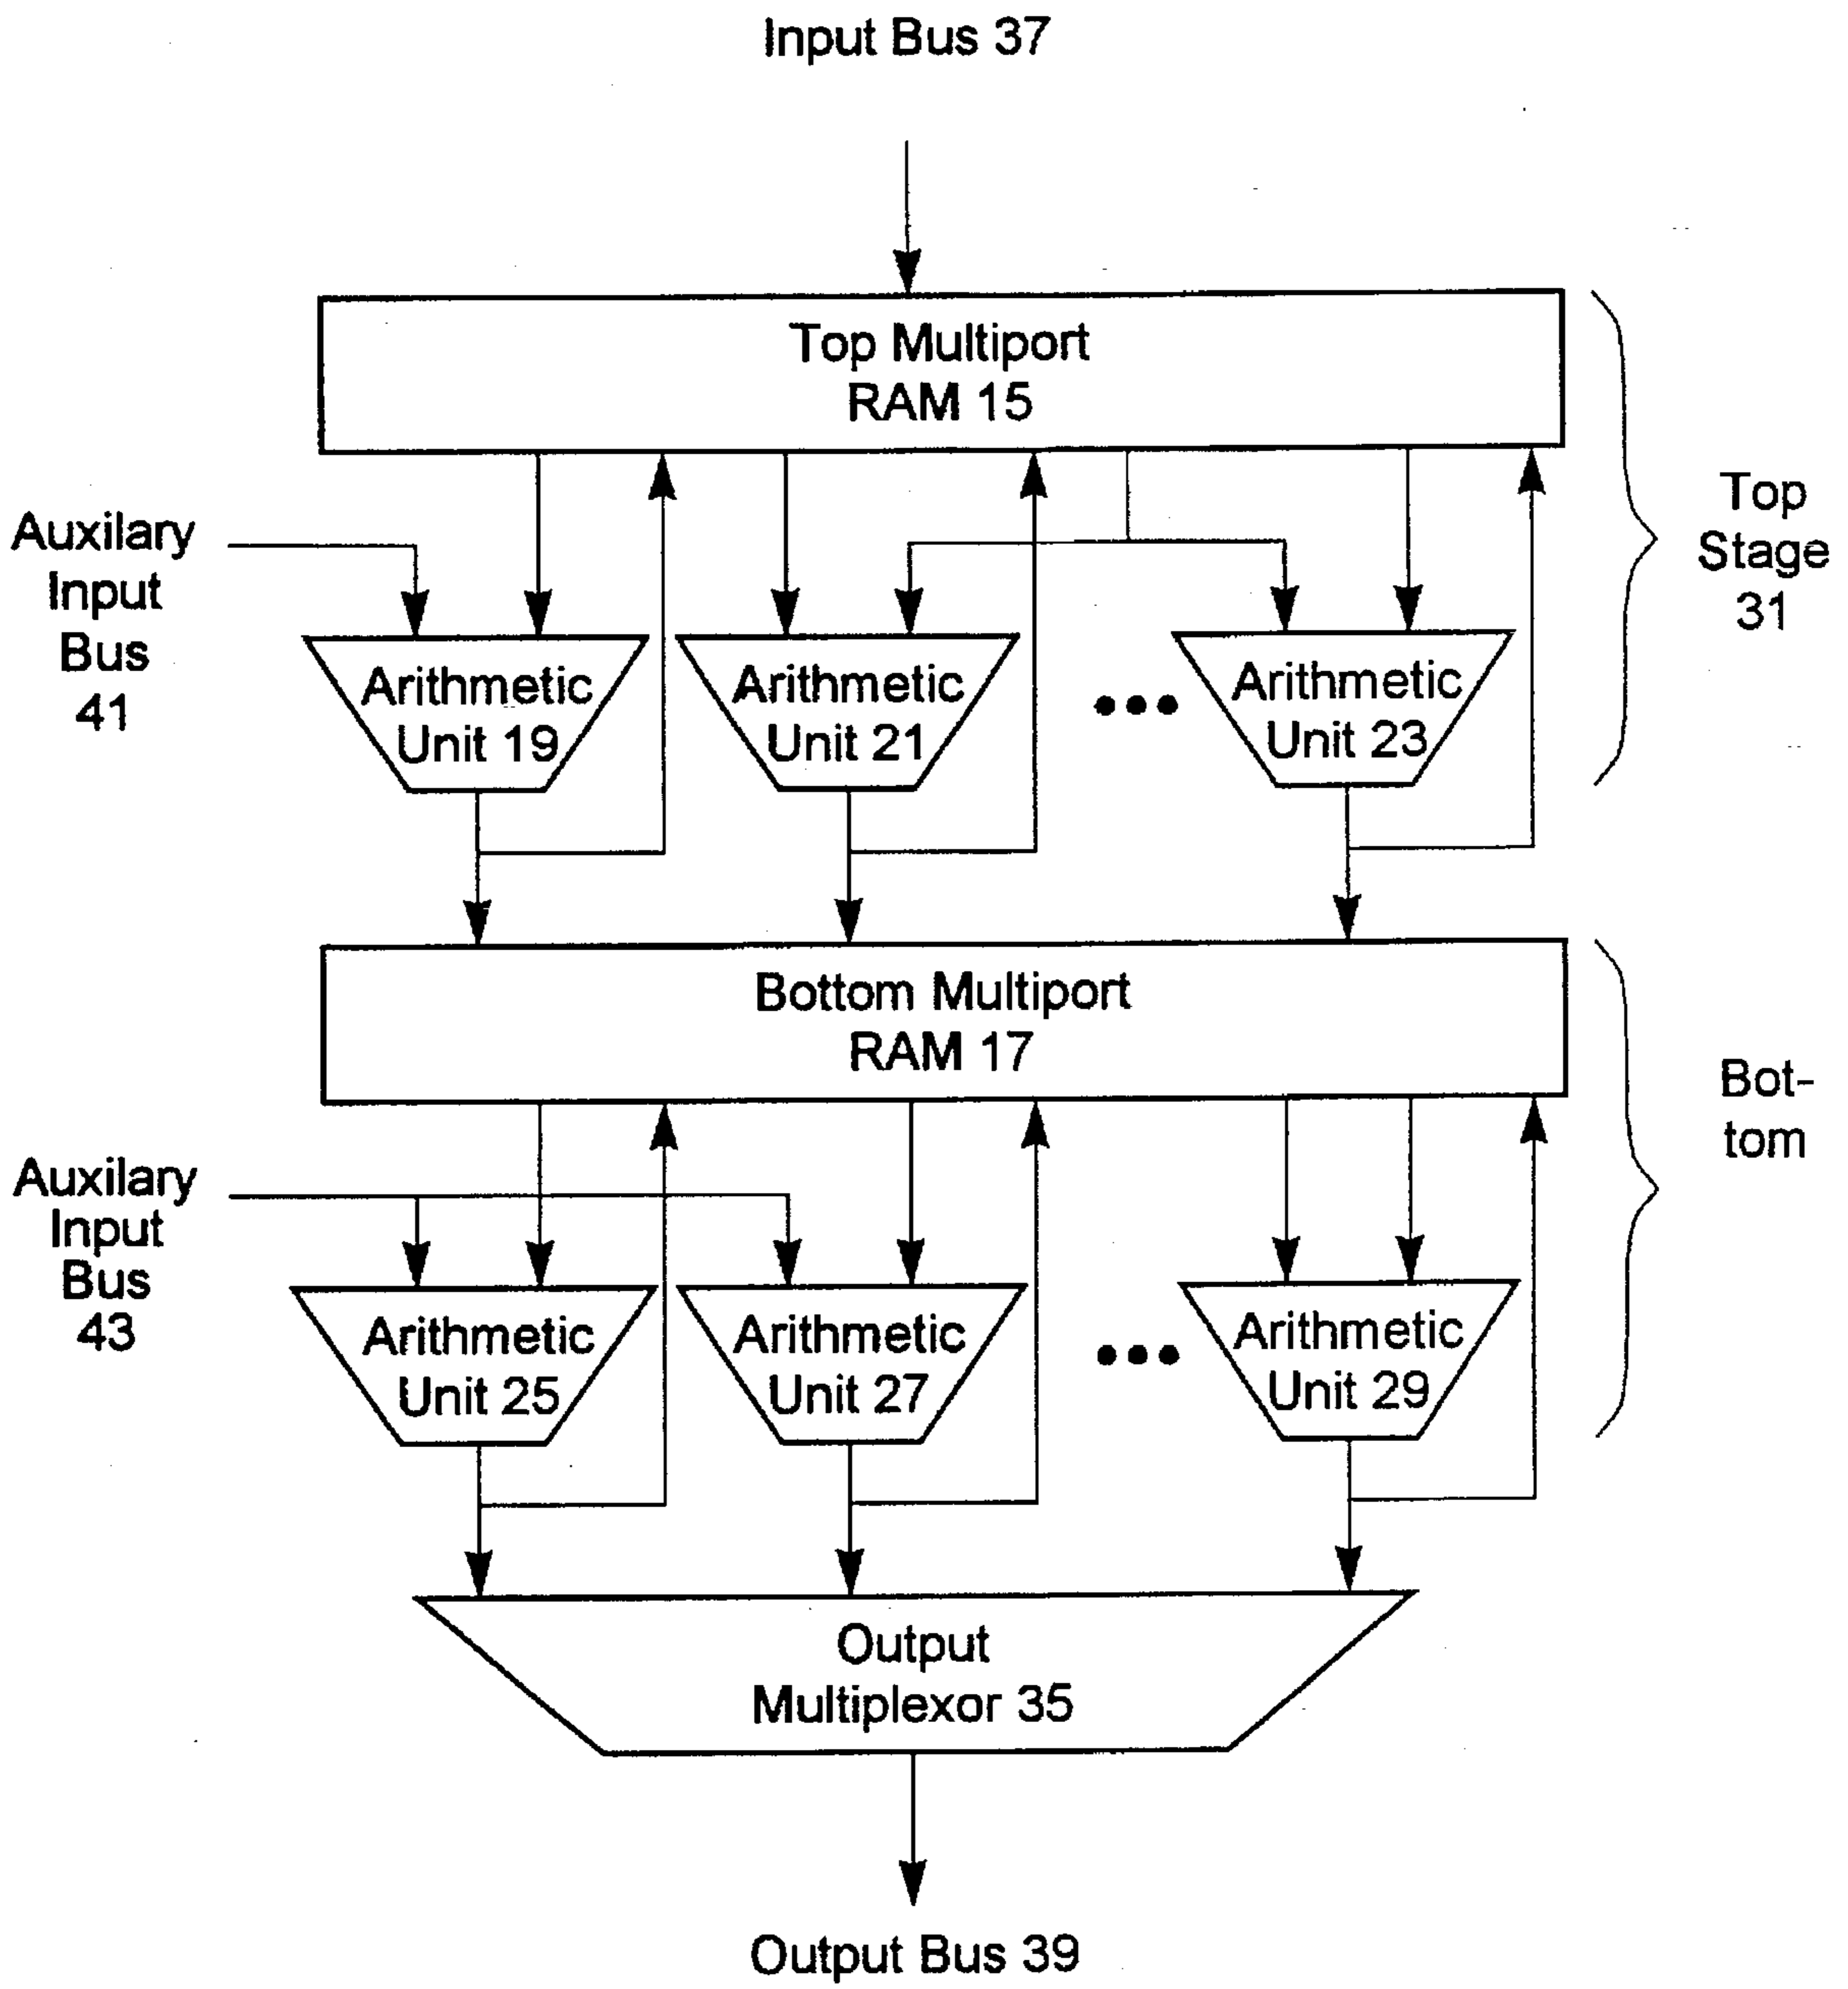 Input Bus 37
Top Multiport
RAM 15
Auxilary
Input
Bus
41
Top
Stage
31
Arithmetic
Unit 19
Arithmetic
Unit 21
Arithmetic
Unit 23
Bottom Multiport
RAM 17
Bot-
tom
Auxilary
Input
Bus
43
Arithmetic
Unit 25
Arithmetic
Unit 27
Arithmetic
Unit 29
Output
Multiplexor 35
Output Bus 39